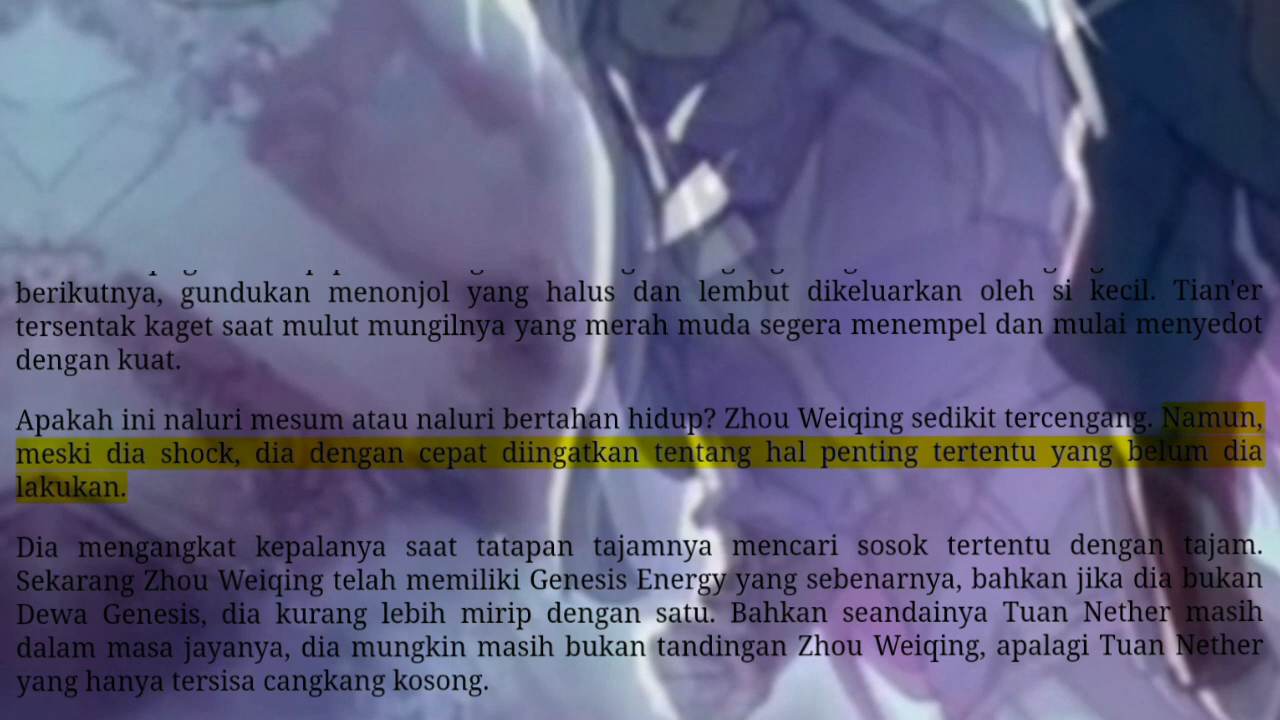 berikutnya, gundukan menonjol yang halus dan lembut dikeluarkan oleh si kecil. Tian'er
tersentak kaget saat mulut mungilnya yang merah muda segera menempel dan mulai menyedot
dengan kuat.
Apakah ini naluri mesum atau naluri bertahan hidup? Zhou Weiqing sedikit tercengang. Namun,
meski dia shock, dia dengan cepat diingatkan tentang hal penting tertentu yang belum dia
lakukan.
Dia mengangkat kepalanya saat tatapan tajamnya mencari sosok tertentu dengan tajam.
Sekarang Zhou Weiqing telah memiliki Genesis Energy yang sebenarnya, bahkan jika dia bukan
Dewa Genesis, dia kurang lebih mirip dengan satu. Bahkan seandainya Tuan Nether masih
dalam masa jayanya, dia mungkin masih bukan tandingan Zhou Weiqing, apalagi Tuan Nether
yang hanya tersisa cangkang kosong.